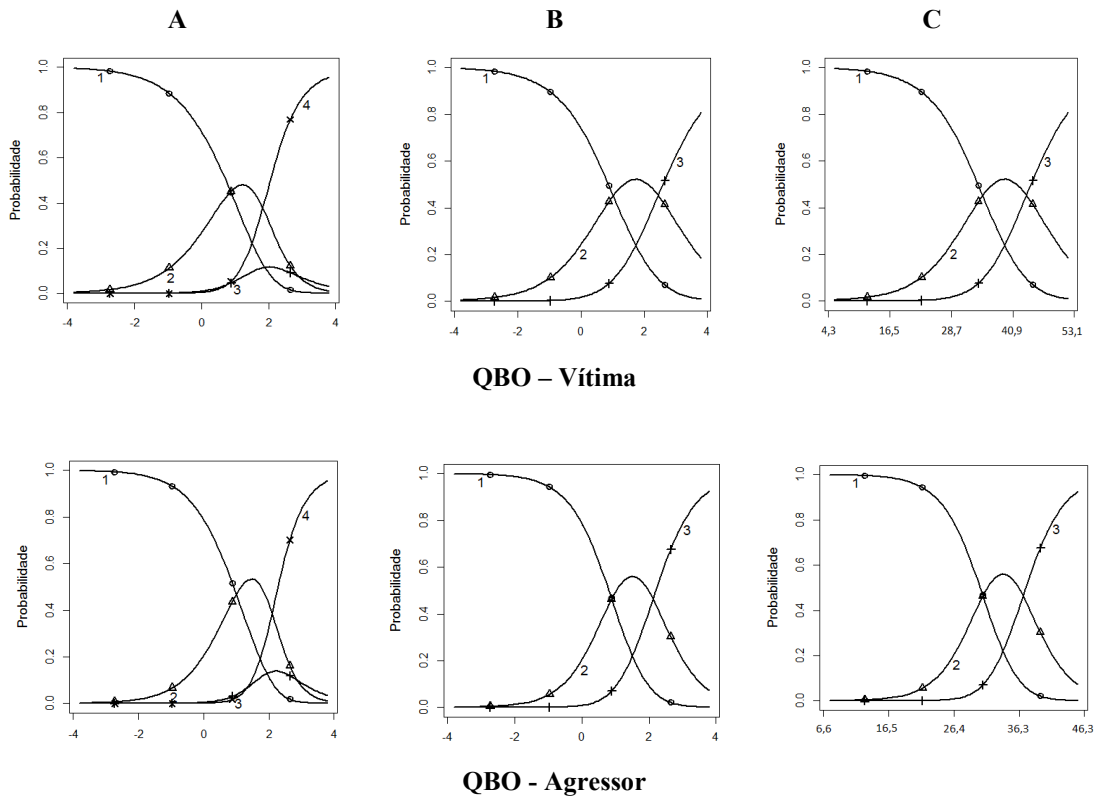 A B C
Probabilidade
0.0 0.2 0.4 0.6 0.8 1.0
1 2 3 4
-4 -2 0 2 4
Probabilidade
0.0 0.2 0.4 0.6 0.8 1.0
1 2 3
-4 -2 0 2 4
Probabilidade
0.0 0.2 0.4 0.6 0.8 1.0
1 2 3
4,3 16,5 28,7 40,9 53,1
QBO – Vítima
Probabilidade
0.0 0.2 0.4 0.6 0.8 1.0
1 2 3 4
-4 -2 0 2 4
Probabilidade
0.0 0.2 0.4 0.6 0.8 1.0
1 2 3
-4 -2 0 2 4
Probabilidade
0.0 0.2 0.4 0.6 0.8 1.0
1 2 3
6,6 16,5 26,4 36,3 46,3
QBO - Agressor